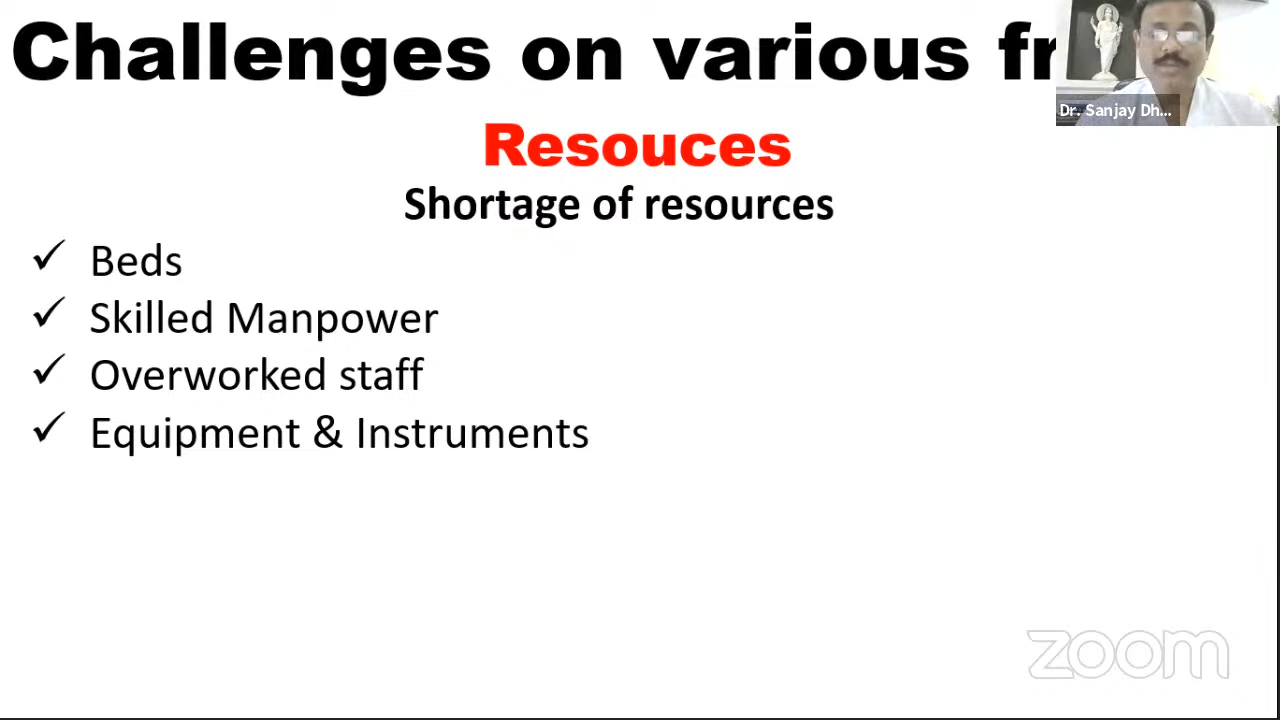 Challenges on various fr
Dr. Sanjay Dh...
Resouces
Shortage of resources
✓ Beds
✓ Skilled Manpower
✓ Overworked staff
✓ Equipment & Instruments
zoom